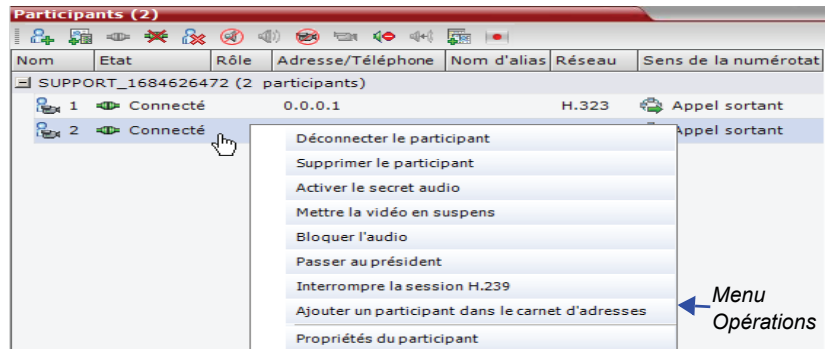 Participants (2)
Nom Etat Rôle Adresse/Téléphone Nom d'alias Réseau Sens de la numérotat
SUPPORT_1684626472 (2 participants)
1 Connecté 0.0.0.1 H.323 Appel sortant
2 Connecté Appel sortant
Déconnecter le participant
Supprimer le participant
Activer le secret audio
Mettre la vidéo en suspens
Bloquer l'audio
Passer au président
Interrompre la session H.239
Ajouter un participant dans le carnet d'adresses
Propriétés du participant
Menu
Opérations